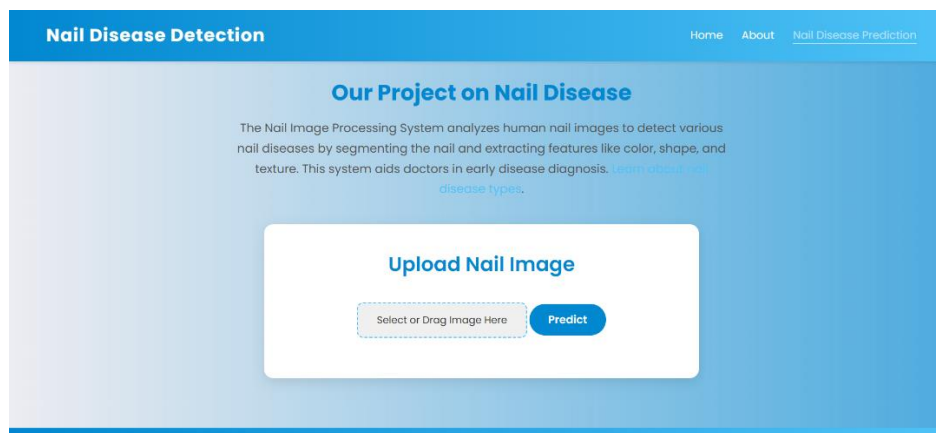 Nail Disease Detection
Home About Nail Disease Prediction
Our Project on Nail Disease
The Nail Image Processing System analyzes human nail images to detect various
nail diseases by segmenting the nail and extracting features like color, shape, and
texture. This system aids doctors in early disease diagnosis. Learn about nail
disease types.
Upload Nail Image
Select or Drag Image Here Predict